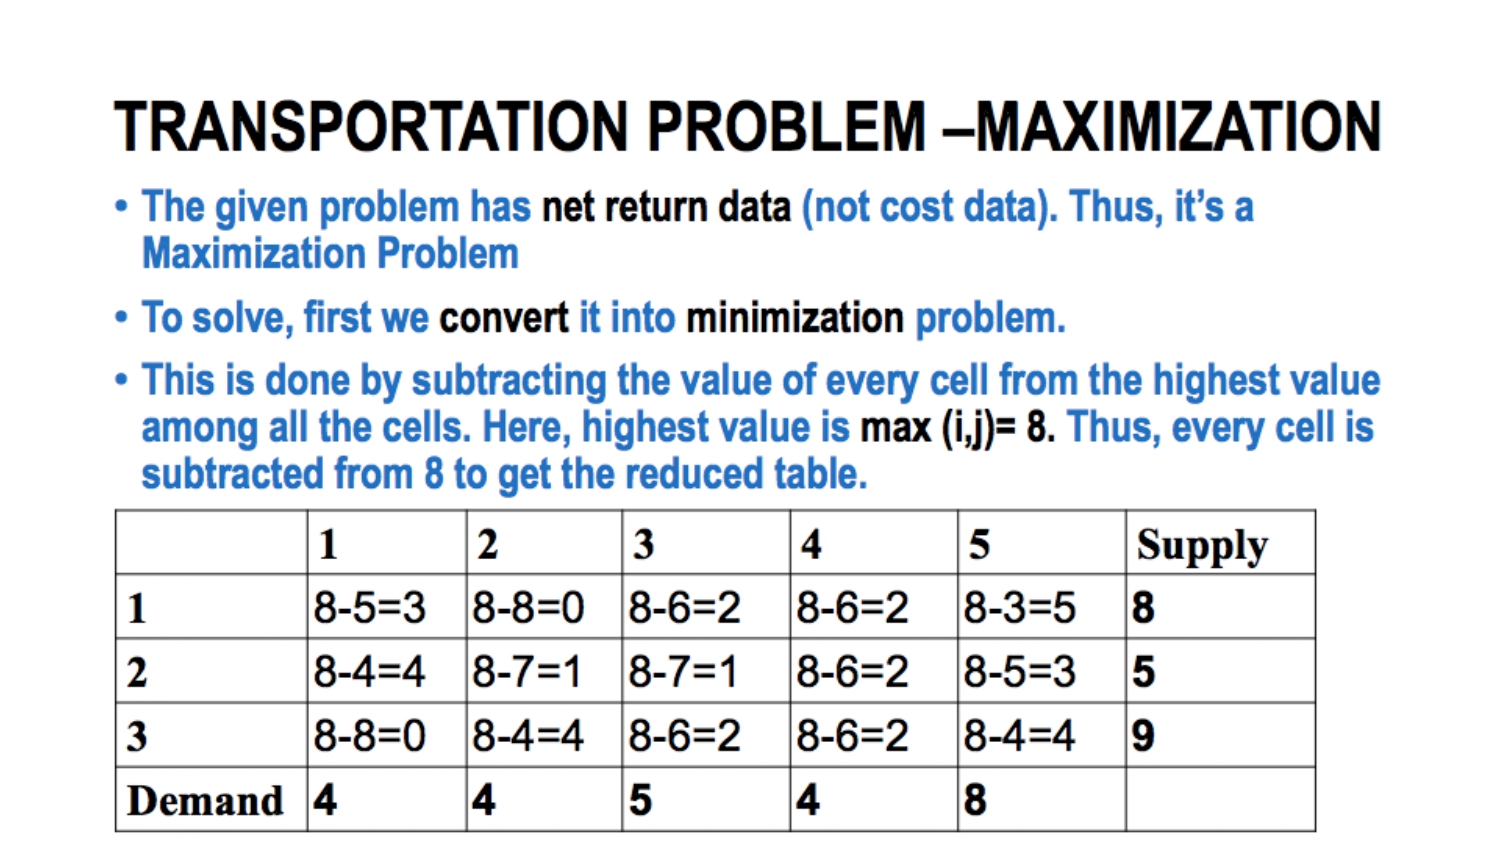 TRANSPORTATION PROBLEM –MAXIMIZATION
• The given problem has net return data (not cost data). Thus, it’s a
Maximization Problem
• To solve, first we convert it into minimization problem.
• This is done by subtracting the value of every cell from the highest value
among all the cells. Here, highest value is max (i,j)= 8. Thus, every cell is
subtracted from 8 to get the reduced table.
1 2 3 4 5 Supply
1 8-5=3 8-8=0 8-6=2 8-6=2 8-3=5 8
2 8-4=4 8-7=1 8-7=1 8-6=2 8-5=3 5
3 8-8=0 8-4=4 8-6=2 8-6=2 8-4=4 9
Demand 4 4 5 4 8